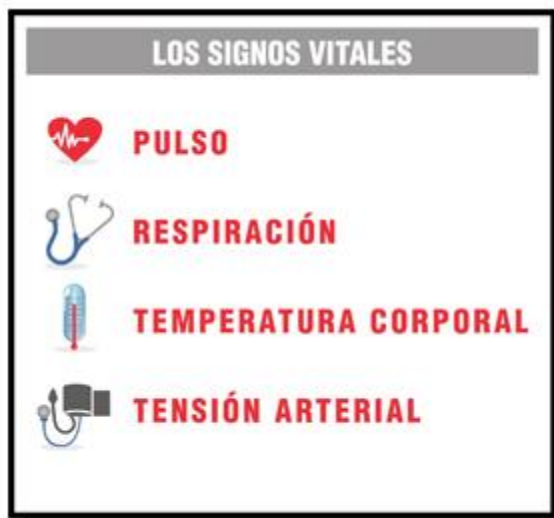 LOS SIGNOS VITALES
PULSO
RESPIRACIÓN
TEMPERATURA CORPORAL
TENSIÓN ARTERIAL